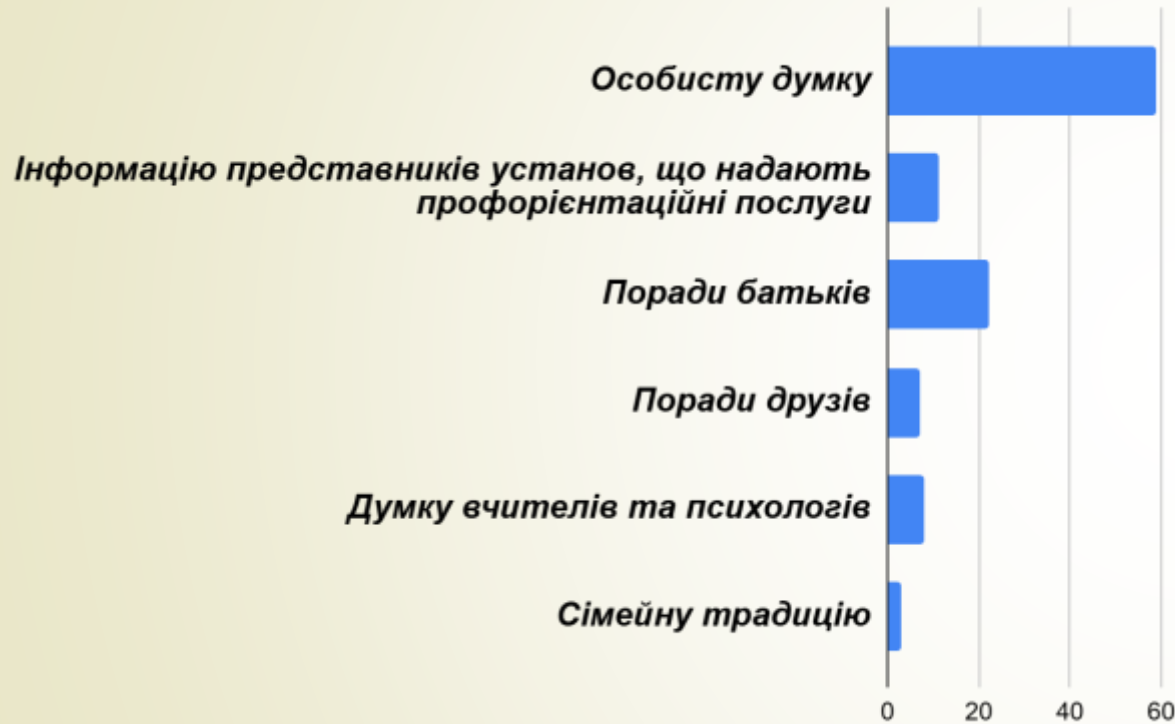 Особисту думку
Інформацію представників установ, що надають
профорієнтаційні послуги
Поради батьків
Поради друзів
Думку вчителів та психологів
Сімейну традицію
0 20 40 60